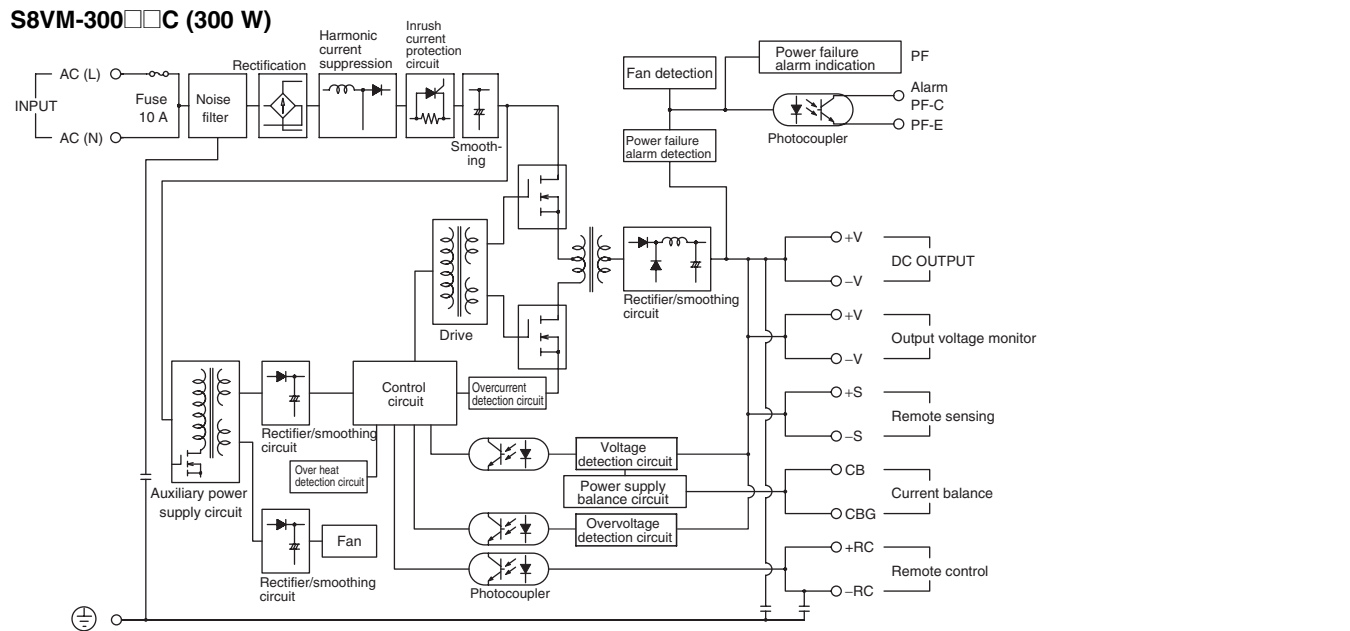 S8VM-300□□C (300 W)
INPUT
AC (L)
AC (N)
Fuse
10 A
Noise
filter
Rectification
Harmonic
current
suppression
Inrush
current
protection
circuit
Smooth-
ing
Fan detection
Power failure
alarm indication
PF
Alarm
PF-C
PF-E
Photocoupler
Power failure
alarm detection
Drive
Rectifier/smoothing
circuit
+V
DC OUTPUT
−V
+V
Output voltage monitor
−V
+S
Remote sensing
−S
CB
Current balance
CBG
+RC
Remote control
−RC
Control
circuit
Overcurrent
detection circuit
Rectifier/smoothing
circuit
Over heat
detection circuit
Auxiliary power
supply circuit
Voltage
detection circuit
Power supply
balance circuit
Overvoltage
detection circuit
Fan
Rectifier/smoothing
circuit
Photocoupler